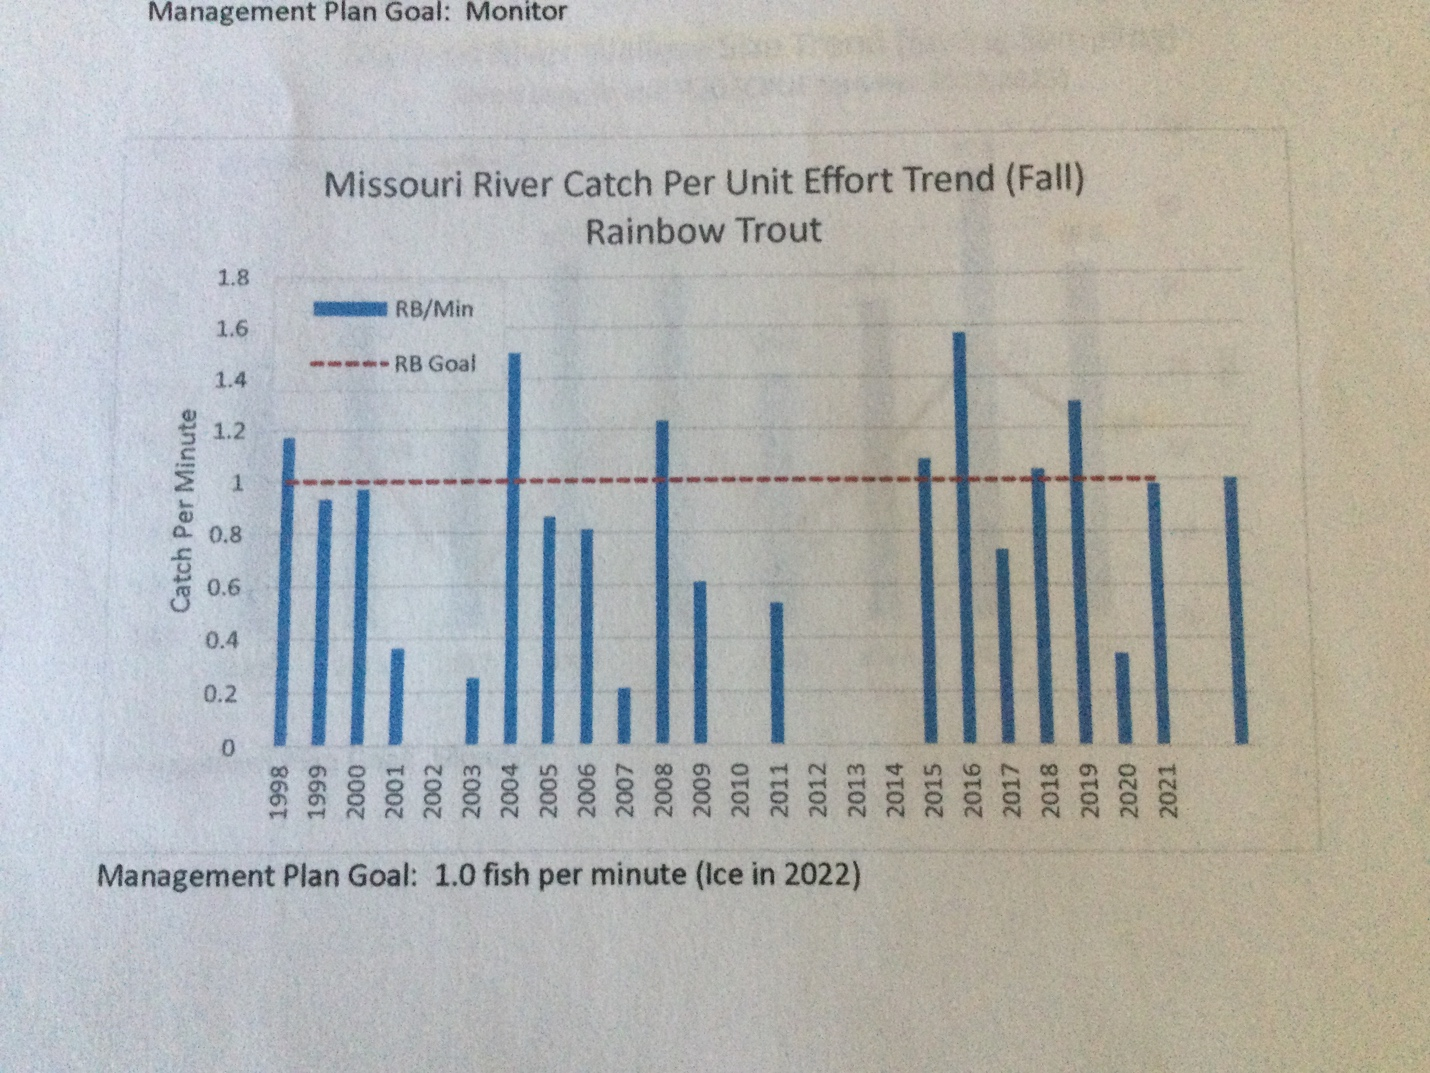 Management Plan Goal: Monitor
Missouri River Catch Per Unit Effort Trend (Fall)
Rainbow Trout
1.8
1.6
1.4
1.2
1
0.8
0.6
0.4
0.2
0
Catch Per Minute
RB/Min
RB Goal
1998 1999 2000 2001 2002 2003 2004 2005 2006 2007 2008 2009 2010 2011 2012 2013 2014 2015 2016 2017 2018 2019 2020 2021
Management Plan Goal: 1.0 fish per minute (Ice in 2022)